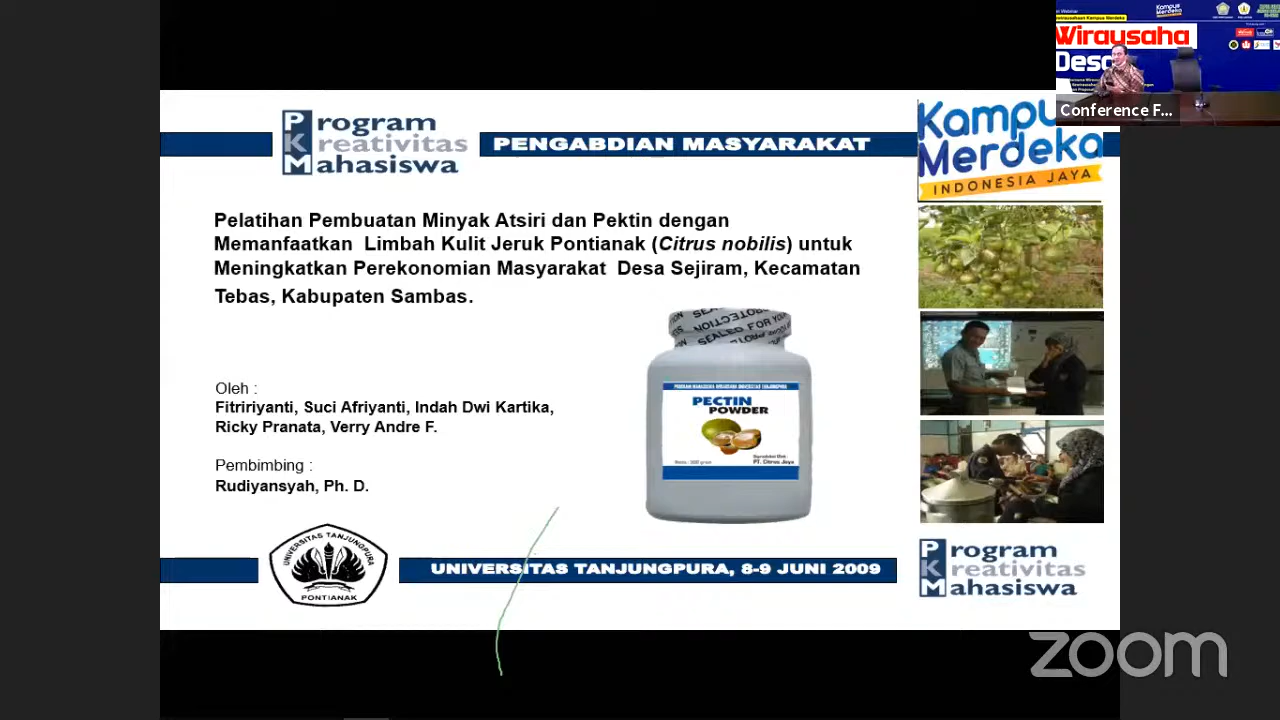 Program
Kreativitas
Mahasiswa
PENGABDIAN MASYARAKAT
Kampus
Merdeka
INDONESIA JAYA
Wirausaha
Desa
Conference F...
Pelatihan Pembuatan Minyak Atsiri dan Pektin dengan
Memanfaatkan Limbah Kulit Jeruk Pontianak (Citrus nobilis) untuk
Meningkatkan Perekonomian Masyarakat Desa Sejiram, Kecamatan
Tebas, Kabupaten Sambas.
SEALED FOR YOUR
PROTECTION
PECTIN
POWDER
PT. Citrus Jaya
Oleh :
Fitririyanti, Suci Afriyanti, Indah Dwi Kartika,
Ricky Pranata, Verry Andre F.
Pembimbing :
Rudiyansyah, Ph. D.
UNIVERSITAS TANJUNGPURA
PONTIANAK
UNIVERSITAS TANJUNGPURA, 8-9 JUNI 2009
Program
Kreativitas
Mahasiswa
zoom